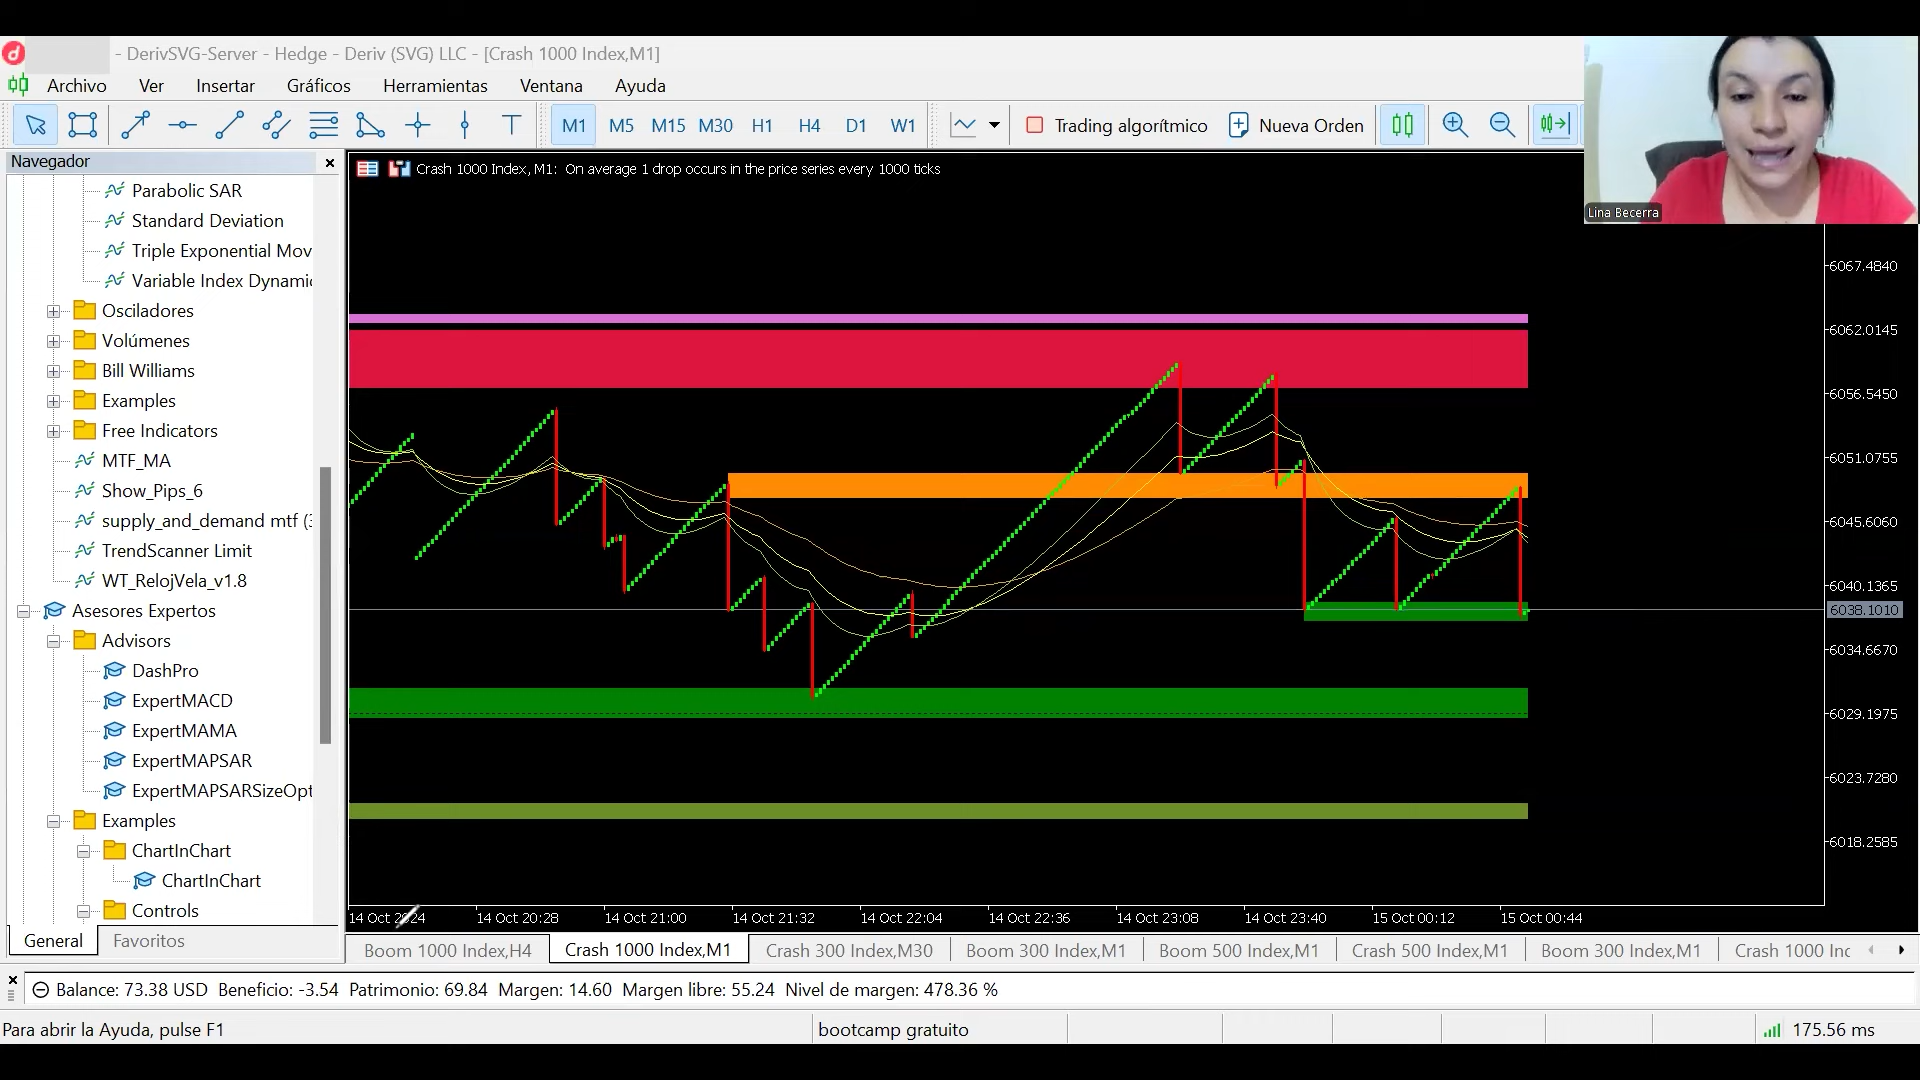 - DerivSVG-Server - Hedge - Deriv (SVG) LLC - [Crash 1000 Index,M1]
Archivo Ver Insertar Gráficos Herramientas Ventana Ayuda
T M1 M5 M15 M30 H1 H4 D1 W1 Trading algorítmico Nueva Orden
Lina Becerra
Navegador
Parabolic SAR
Standard Deviation
Triple Exponential Mov
Variable Index Dynamic
Osciladores
Volúmenes
Bill Williams
Examples
Free Indicators
MTF_MA
Show_Pips_6
supply_and_demand mtf (3
TrendScanner Limit
WT_RelojVela_v1.8
Asesores Expertos
Advisors
DashPro
ExpertMACD
ExpertMAMA
ExpertMAPSAR
ExpertMAPSARSizeOpt
Examples
ChartInChart
ChartInChart
Controls
General Favoritos
Crash 1000 Index, M1: On average 1 drop occurs in the price series every 1000 ticks
6067.4840
6062.0145
6056.5450
6051.0755
6045.6060
6040.1365
6038.1010
6034.6670
6029.1975
6023.7280
6018.2585
14 Oct 2024 14 Oct 20:28 14 Oct 21:00 14 Oct 21:32 14 Oct 22:04 14 Oct 22:36 14 Oct 23:08 14 Oct 23:40 15 Oct 00:12 15 Oct 00:44
Boom 1000 Index,H4 Crash 1000 Index,M1 Crash 300 Index,M30 Boom 300 Index,M1 Boom 500 Index,M1 Crash 500 Index,M1 Boom 300 Index,M1 Crash 1000 Inc
Balance: 73.38 USD Beneficio: -3.54 Patrimonio: 69.84 Margen: 14.60 Margen libre: 55.24 Nivel de margen: 478.36 %
Para abrir la Ayuda, pulse F1 bootcamp gratuito 175.56 ms